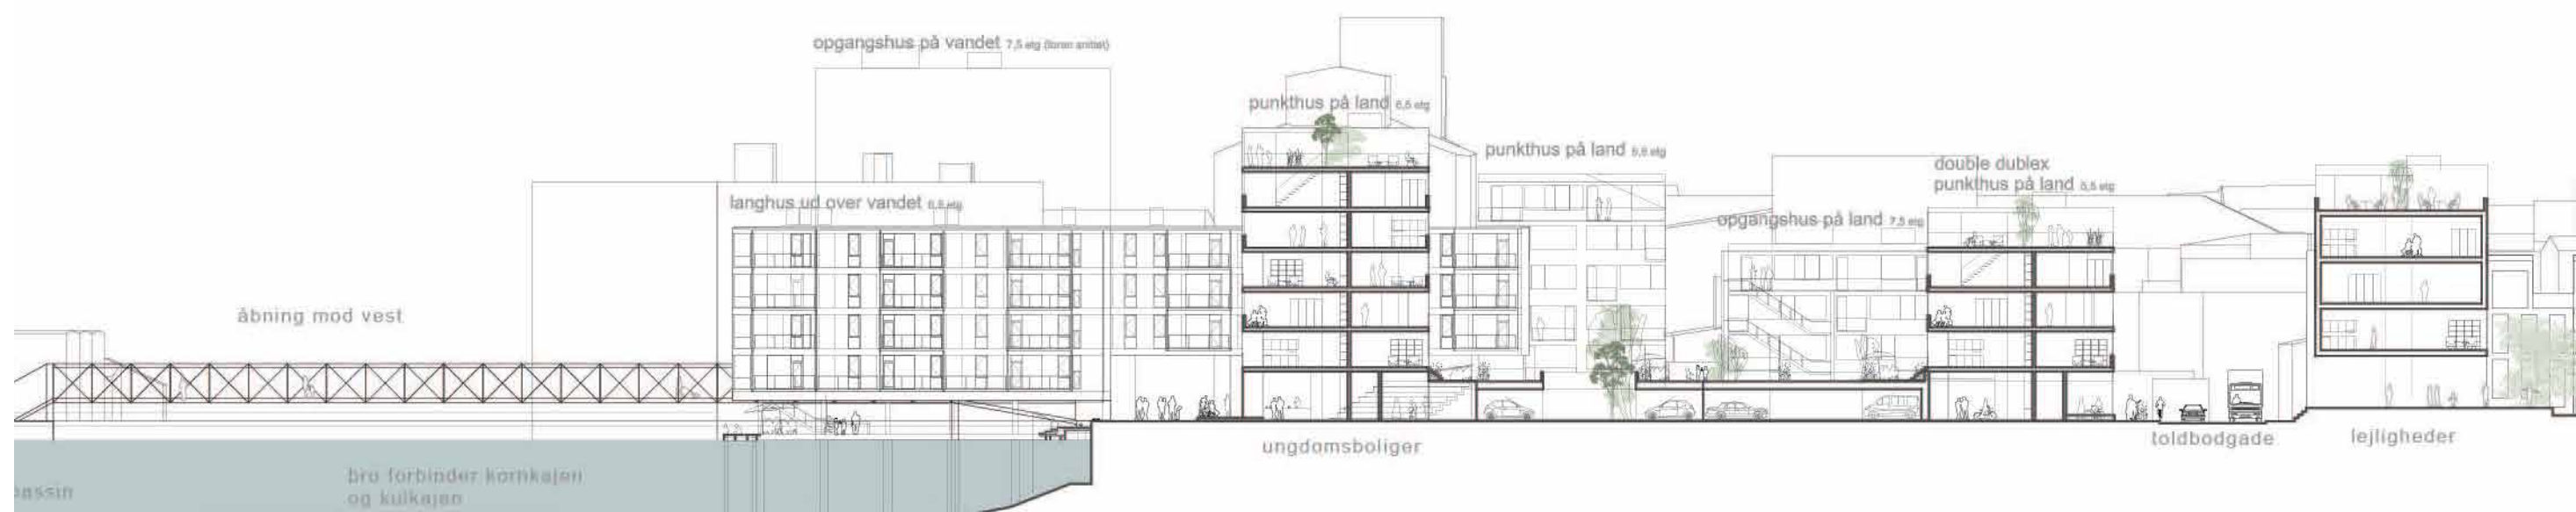 opgangshus på vandet 7,5 etg
punkthus på land 6,5 etg
punkthus på land 5,5 etg
double dublex
punkthus på land 5,5 etg
langhus ud over vandet 6,5 etg
opgangshus på land 7,5 etg
åbning mod vest
ungdomsboliger
toldbodgade
lejligheder
bro forbinder kornkajen
og kulkajen
bassin